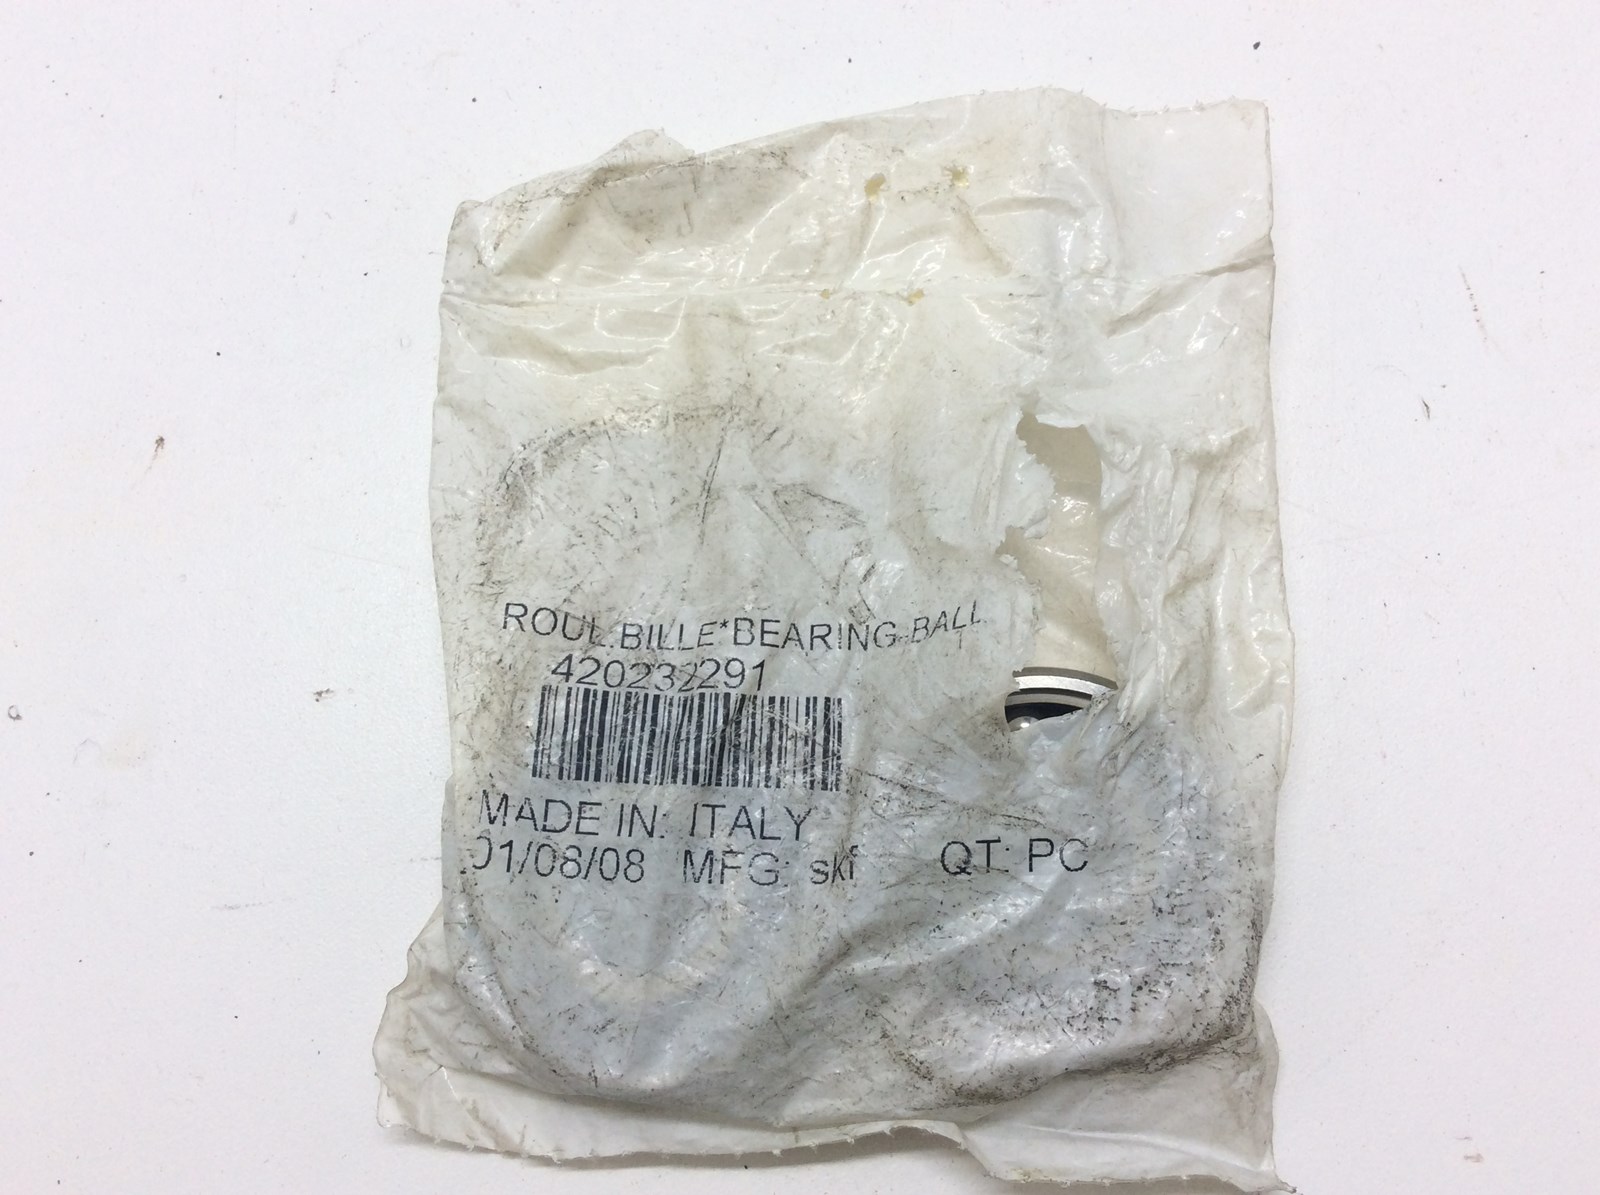 ROUL.BILLE*BEARING-BALL
420232291
MADE IN: ITALY
01/08/08 MFG: skf QT: PC